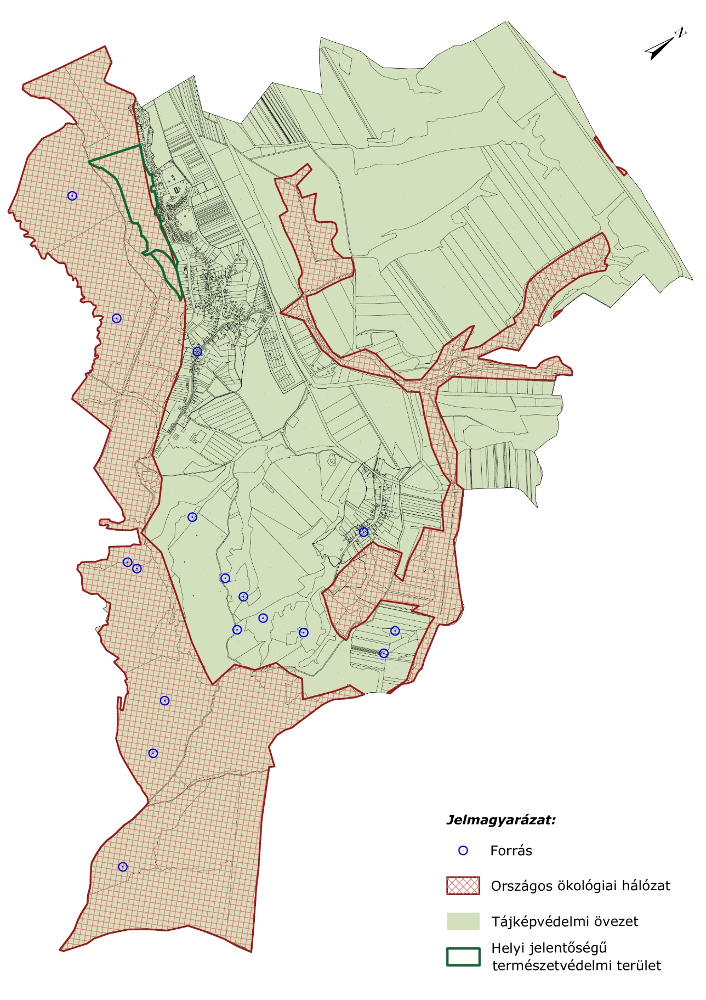 N
Jelmagyarázat:
Forrás
Országos ökológiai hálózat
Tájképvédelmi övezet
Helyi jelentőségű
természetvédelmi terület